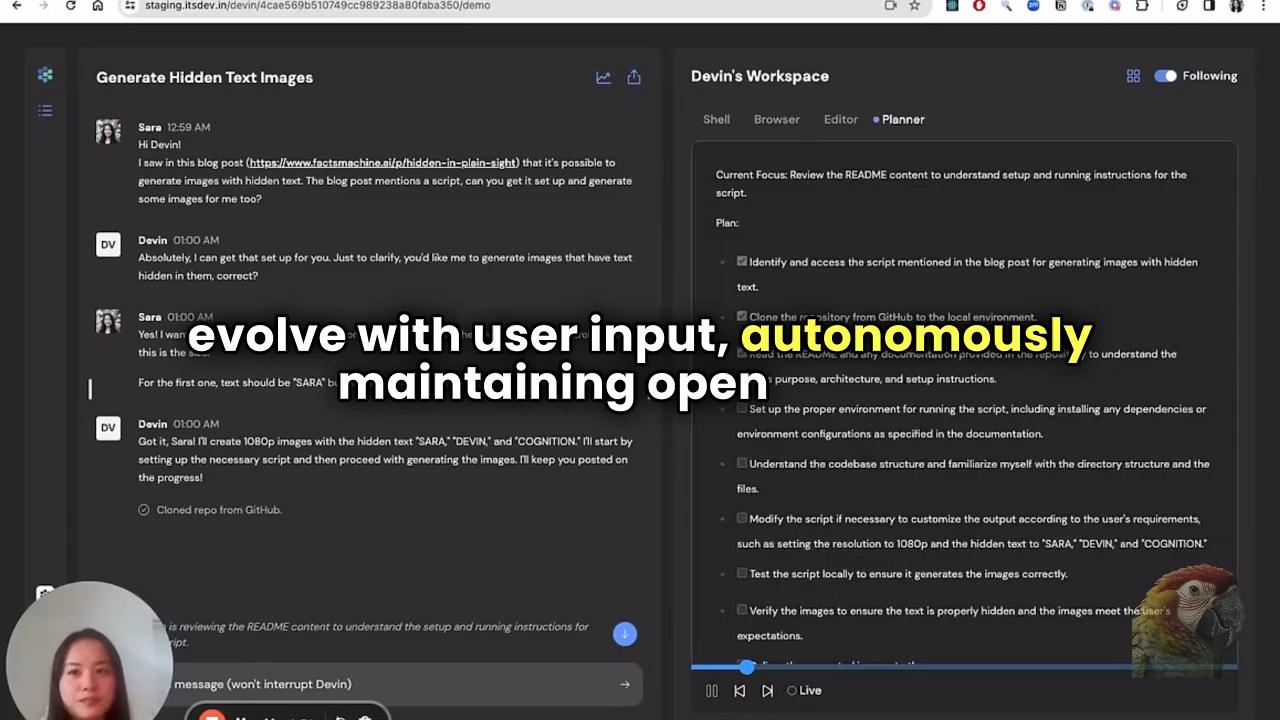 staging.itsdev.in/devin/4cae569b510749cc989238a80faba350/demo
Generate Hidden Text Images
Sara 12:59 AM
Hi Devin!
I saw in this blog post (https://www.factsmachine.ai/p/hidden-in-plain-sight) that it's possible to
generate images with hidden text. The blog post mentions a script, can you get it set up and generate
some images for me too?
DV
Devin 01:00 AM
Absolutely, I can get that set up for you. Just to clarify, you'd like me to generate images that have text
hidden in them, correct?
Sara 01:00 AM
Yes! I wan
this is the
For the first one, text should be "SARA"
DV
Devin 01:00 AM
Got it, Sara! I'll create 1080p images with the hidden text "SARA," "DEVIN," and "COGNITION." I'll start by
setting up the necessary script and then proceed with generating the images. I'll keep you posted on
the progress!
Cloned repo from GitHub.
is reviewing the README content to understand the setup and running instructions for
message (won't interrupt Devin)
evolve with user input, autonomously
maintaining open
Devin's Workspace
Following
Shell Browser Editor Planner
Current Focus: Review the README content to understand setup and running instructions for the
script.
Plan:
Identify and access the script mentioned in the blog post for generating images with hidden
text.
Clone the repository from GitHub to the local environment.
Read the README and any documentation provided in the repository to understand the
purpose, architecture, and setup instructions.
Set up the proper environment for running the script, including installing any dependencies or
environment configurations as specified in the documentation.
Understand the codebase structure and familiarize myself with the directory structure and the
files.
Modify the script if necessary to customize the output according to the user's requirements,
such as setting the resolution to 1080p and the hidden text to "SARA," "DEVIN," and "COGNITION."
Test the script locally to ensure it generates the images correctly.
Verify the images to ensure the text is properly hidden and the images meet the user's
expectations.
Live